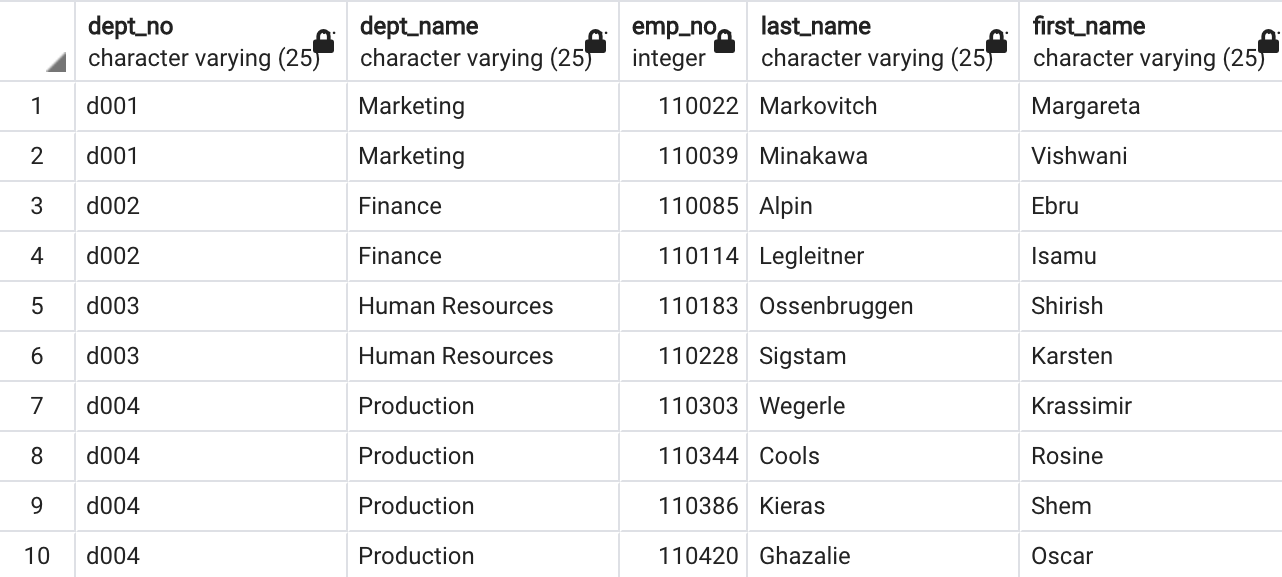 dept_no dept_name emp_no last_name first_name
character varying (25) character varying (25) integer character varying (25) character varying (25)
1 d001 Marketing 110022 Markovitch Margareta
2 d001 Marketing 110039 Minakawa Vishwani
3 d002 Finance 110085 Alpin Ebru
4 d002 Finance 110114 Legleitner Isamu
5 d003 Human Resources 110183 Ossenbruggen Shirish
6 d003 Human Resources 110228 Sigstam Karsten
7 d004 Production 110303 Wegerle Krassimir
8 d004 Production 110344 Cools Rosine
9 d004 Production 110386 Kieras Shem
10 d004 Production 110420 Ghazalie Oscar